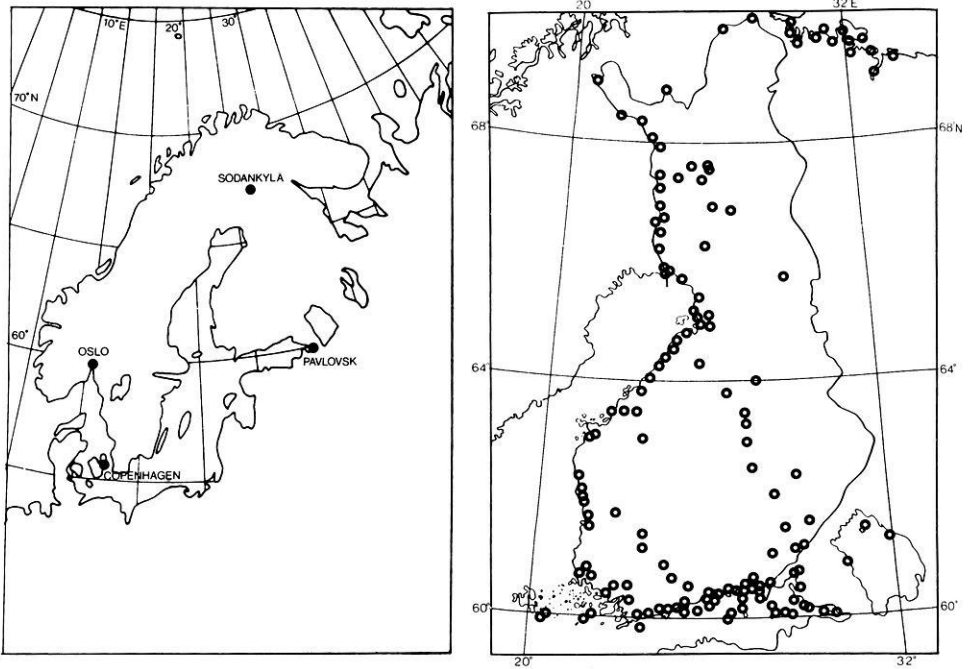 10°E
20°
30°
70°N
SODANKYLÄ
60°
OSLO
PAVLOVSK
COPENHAGEN
20
32°E
68°
68°N
64°
64°
60°
60°
20°
32°